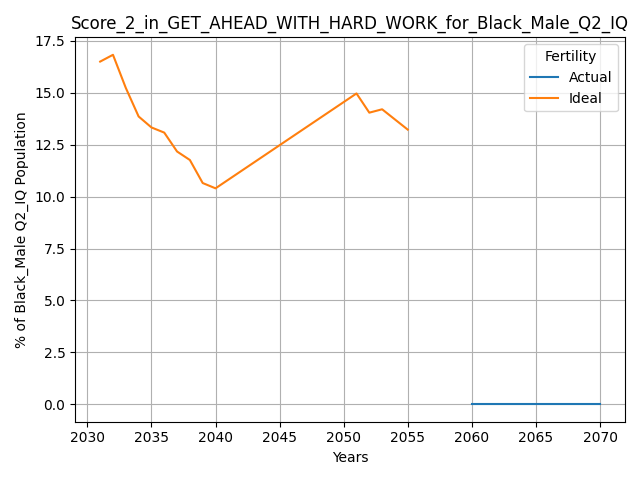 Score_2_in_GET_AHEAD_WITH_HARD_WORK_for_Black_Male_Q2_IQ
% of Black_Male Q2_IQ Population
17.5
15.0
12.5
10.0
7.5
5.0
2.5
0.0
Fertility
Actual
Ideal
2030 2035 2040 2045 2050 2055 2060 2065 2070
Years